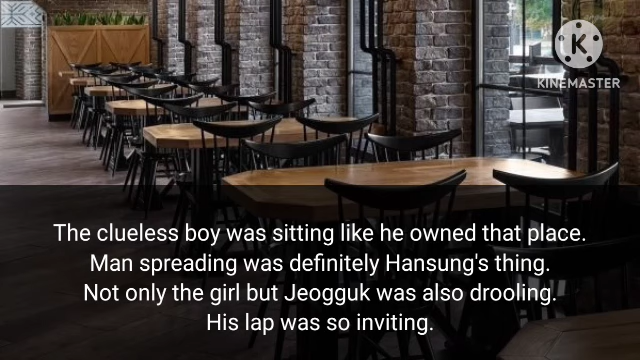 KINEMASTER
The clueless boy was sitting like he owned that place.
Man spreading was definitely Hansung's thing.
Not only the girl but Jeogguk was also drooling.
His lap was so inviting.